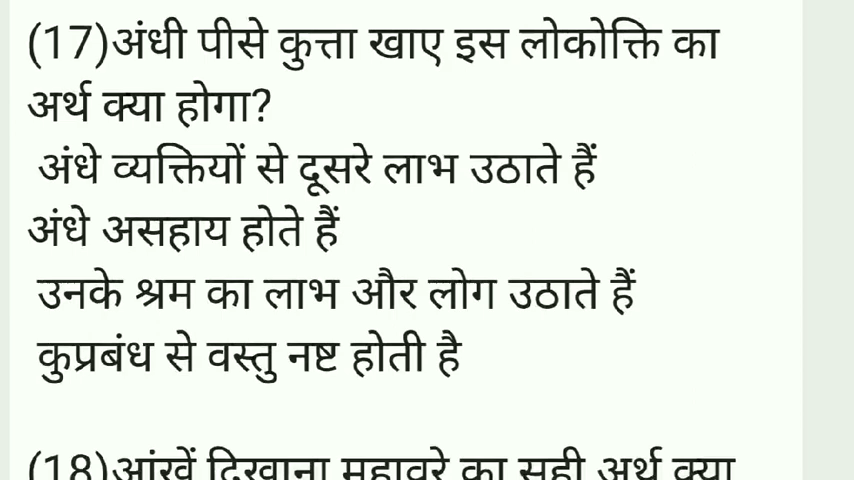 (17)अंधी पीसे कुत्ता खाए इस लोकोक्ति का
अर्थ क्या होगा?
अंधे व्यक्तियों से दूसरे लाभ उठाते हैं
अंधे असहाय होते हैं
उनके श्रम का लाभ और लोग उठाते हैं
कुप्रबंध से वस्तु नष्ट होती है
(18)आंखें दिखाना मुहावरे का सही अर्थ क्या